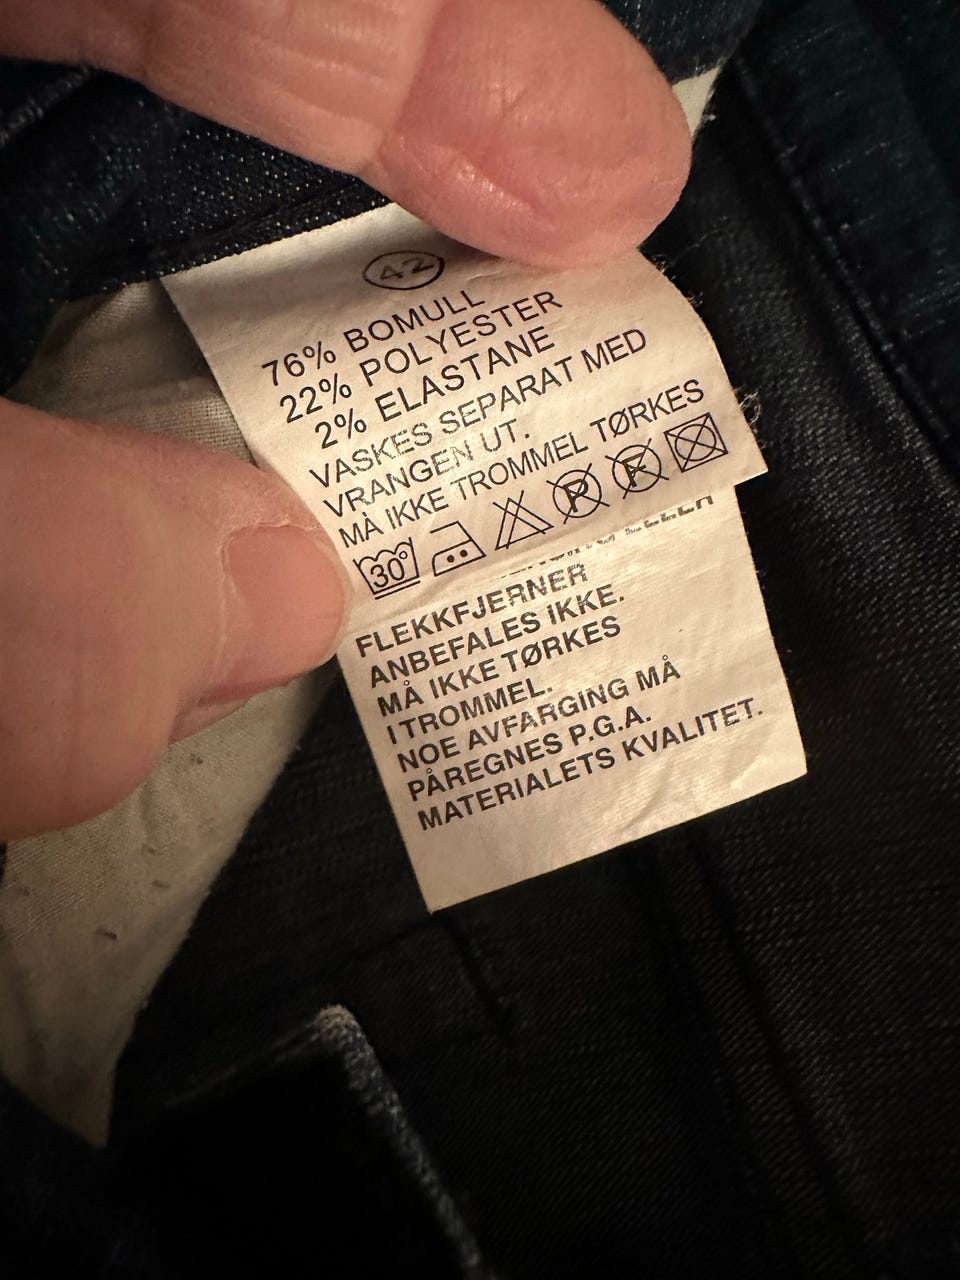 42
76% BOMULL
22% POLYESTER
2% ELASTANE
VASKES SEPARAT MED
VRANGEN UT.
MÅ IKKE TROMMEL TØRKES
30° P F
FLEKKFJERNER
ANBEFALES IKKE.
MÅ IKKE TØRKES
I TROMMEL.
NOE AVFARGING MÅ
PÅREGNES P.G.A.
MATERIALETS KVALITET.